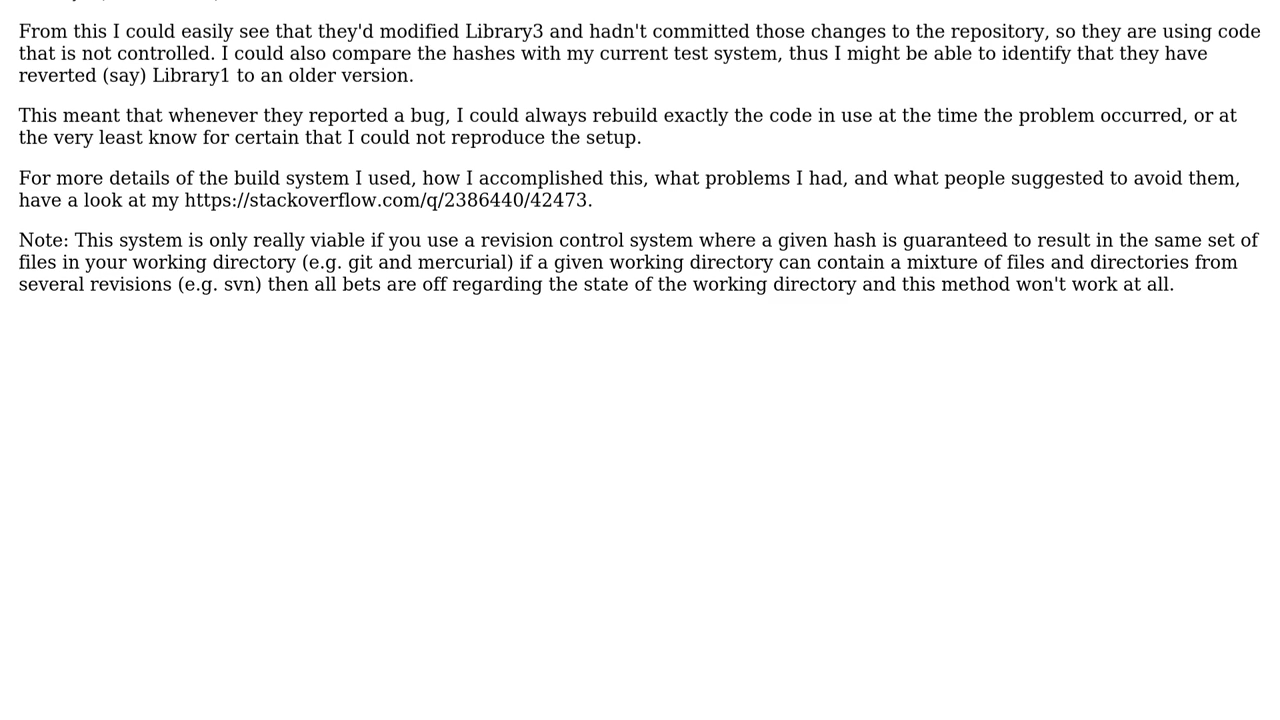 From this I could easily see that they'd modified Library3 and hadn't committed those changes to the repository, so they are using code
that is not controlled. I could also compare the hashes with my current test system, thus I might be able to identify that they have
reverted (say) Library1 to an older version.
This meant that whenever they reported a bug, I could always rebuild exactly the code in use at the time the problem occurred, or at
the very least know for certain that I could not reproduce the setup.
For more details of the build system I used, how I accomplished this, what problems I had, and what people suggested to avoid them,
have a look at my https://stackoverflow.com/q/2386440/42473.
Note: This system is only really viable if you use a revision control system where a given hash is guaranteed to result in the same set of
files in your working directory (e.g. git and mercurial) if a given working directory can contain a mixture of files and directories from
several revisions (e.g. svn) then all bets are off regarding the state of the working directory and this method won't work at all.